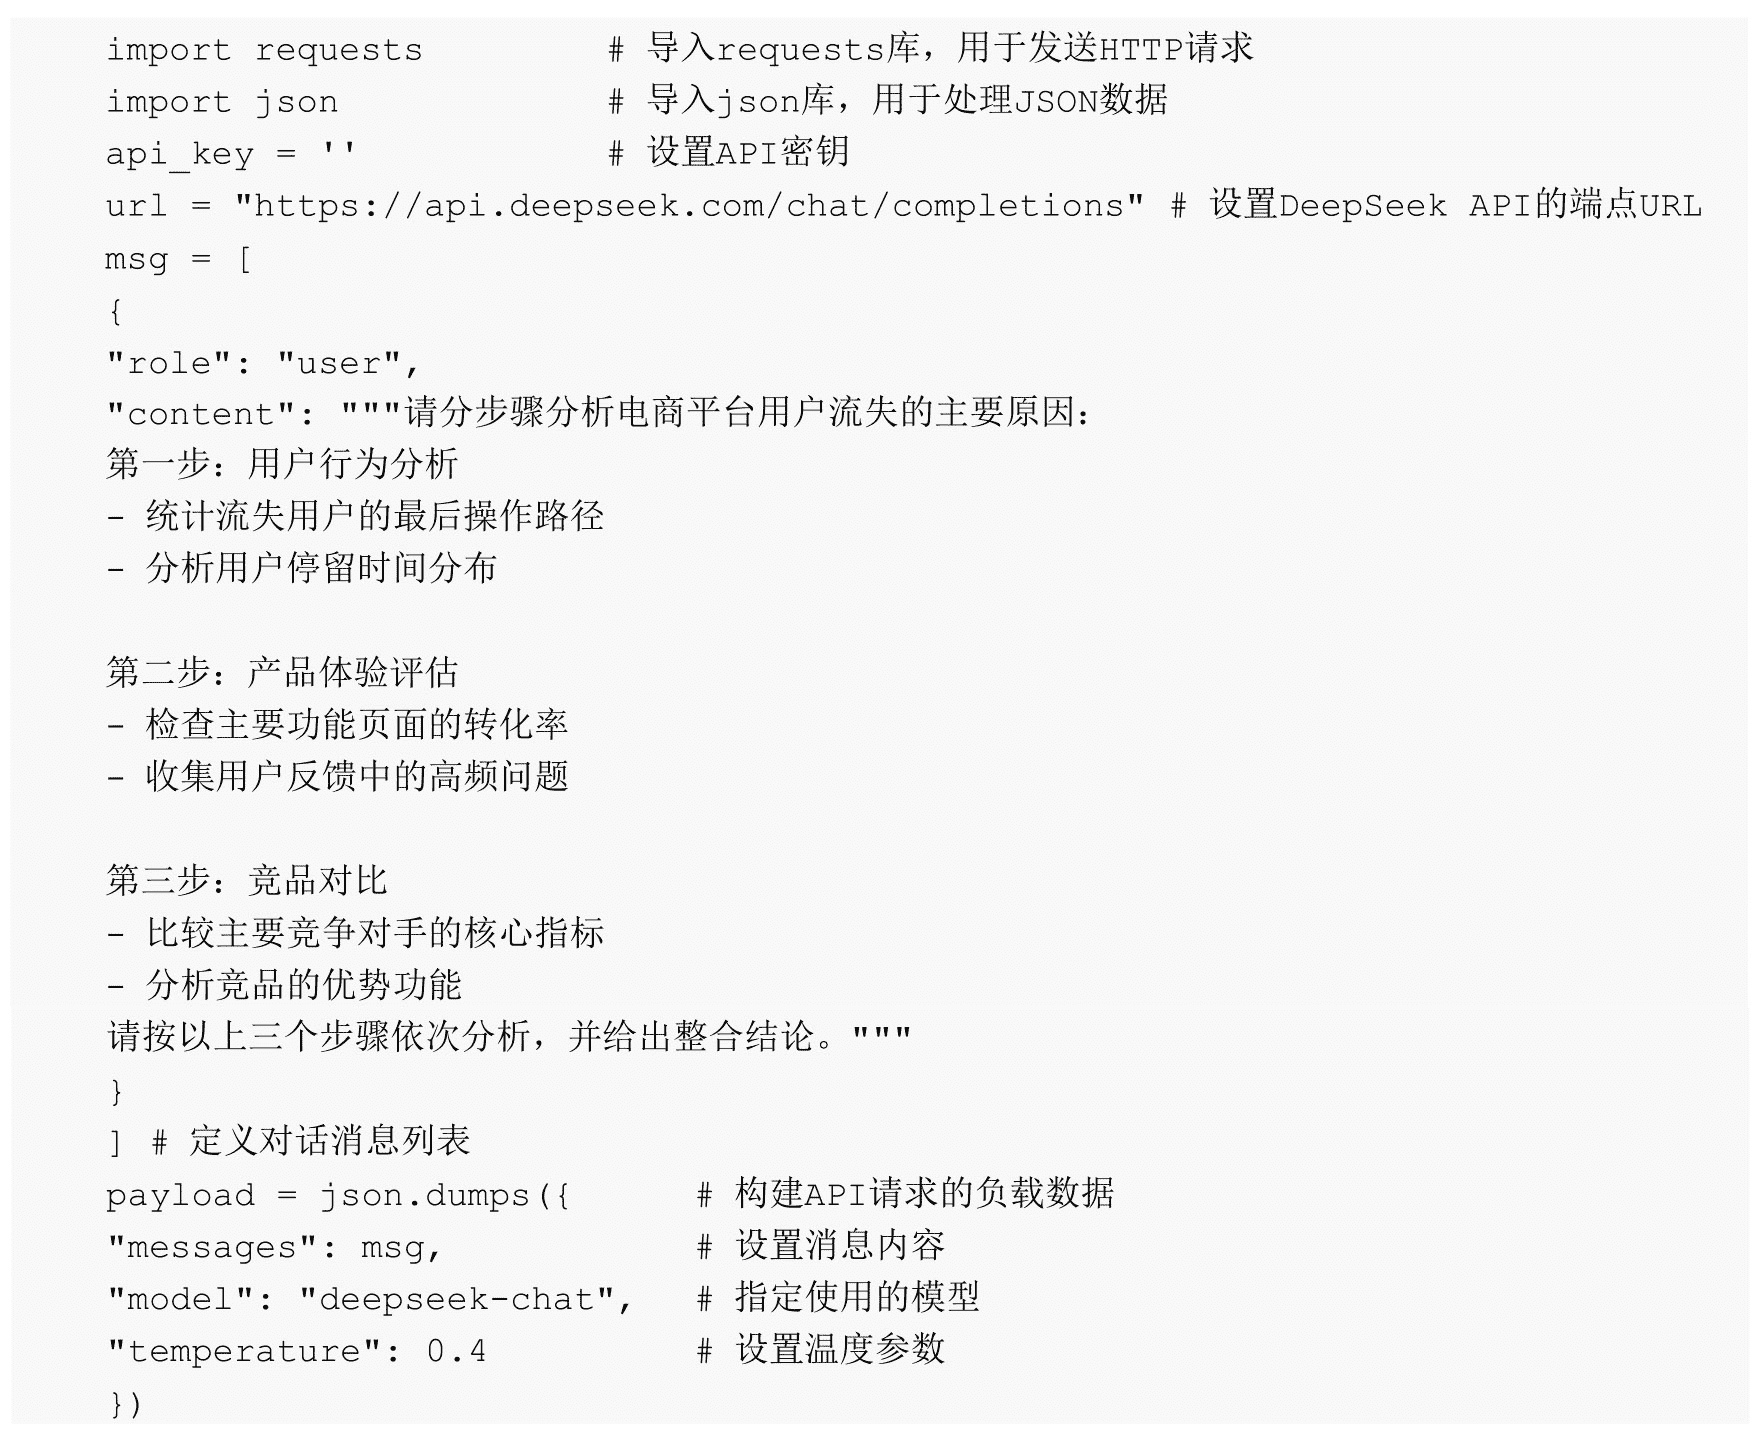 import requests # 导入requests库，用于发送HTTP请求
import json # 导入json库，用于处理JSON数据
api_key = '' # 设置API密钥
url = "https://api.deepseek.com/chat/completions" # 设置DeepSeek API的端点URL
msg = [
{
"role": "user",
"content": """请分步骤分析电商平台用户流失的主要原因：
第一步：用户行为分析
- 统计流失用户的最后操作路径
- 分析用户停留时间分布
第二步：产品体验评估
- 检查主要功能页面的转化率
- 收集用户反馈中的高频问题
第三步：竞品对比
- 比较主要竞争对手的核心指标
- 分析竞品的优势功能
请按以上三个步骤依次分析，并给出整合结论。"""
}
] # 定义对话消息列表
payload = json.dumps({ # 构建API请求的负载数据
"messages": msg, # 设置消息内容
"model": "deepseek-chat", # 指定使用的模型
"temperature": 0.4 # 设置温度参数
})